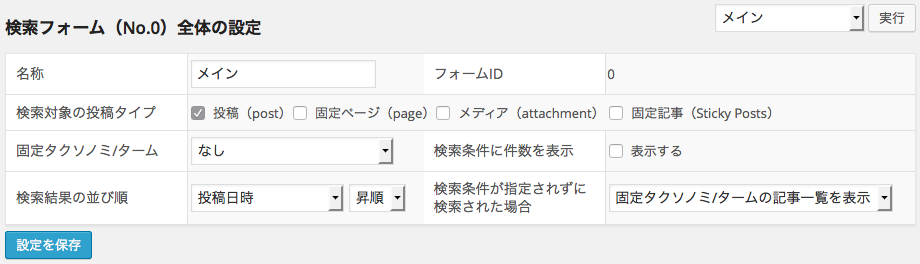 検索フォーム（No.0）全体の設定
メイン 実行
名称 メイン フォームID 0
検索対象の投稿タイプ 投稿（post） 固定ページ（page） メディア（attachment） 固定記事（Sticky Posts）
固定タクソノミ/ターム なし 検索条件に件数を表示 表示する
検索結果の並び順 投稿日時 昇順 検索条件が指定されずに
検索された場合 固定タクソノミ/タームの記事一覧を表示
設定を保存